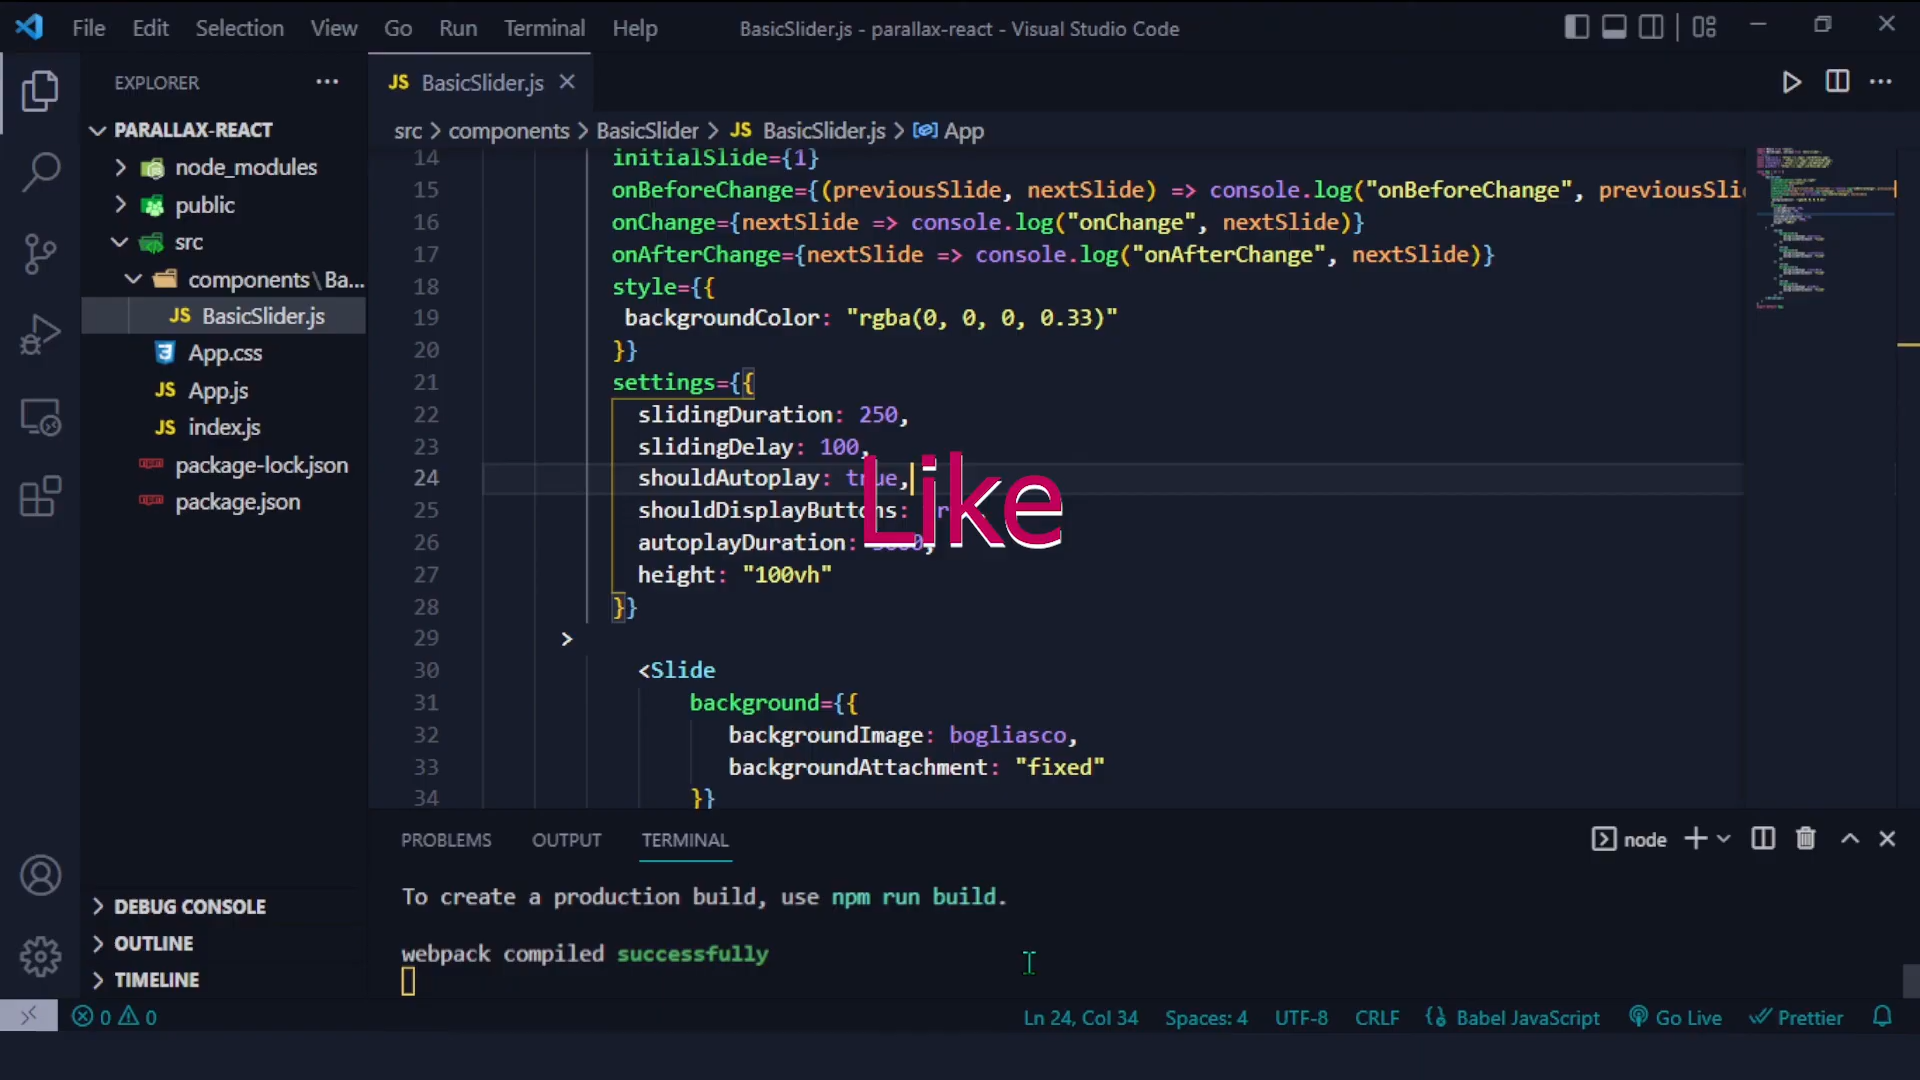 File Edit Selection View Go Run Terminal Help BasicSlider.js - parallax-react - Visual Studio Code
EXPLORER
PARALLAX-REACT
node_modules
public
src
components\Ba...
JS BasicSlider.js
App.css
JS App.js
JS index.js
package-lock.json
package.json
DEBUG CONSOLE
OUTLINE
TIMELINE
JS BasicSlider.js
src > components > BasicSlider > JS BasicSlider.js > App
14 initialSlide={1}
15 onBeforeChange={(previousSlide, nextSlide) => console.log("onBeforeChange", previousSli
16 onChange={nextSlide => console.log("onChange", nextSlide)}
17 onAfterChange={nextSlide => console.log("onAfterChange", nextSlide)}
18 style={{
19 backgroundColor: "rgba(0, 0, 0, 0.33)"
20 }}
21 settings={{
22 slidingDuration: 250,
23 slidingDelay: 100,
24 shouldAutoplay: true,
25 shouldDisplayButtons:
26 autoplayDuration:
27 height: "100vh"
28 }}
29 >
30 <Slide
31 background={{
32 backgroundImage: bogliasco,
33 backgroundAttachment: "fixed"
34 }}
Like
PROBLEMS OUTPUT TERMINAL node
To create a production build, use npm run build.
webpack compiled successfully
0 0 Ln 24, Col 34 Spaces: 4 UTF-8 CRLF Babel JavaScript Go Live Prettier